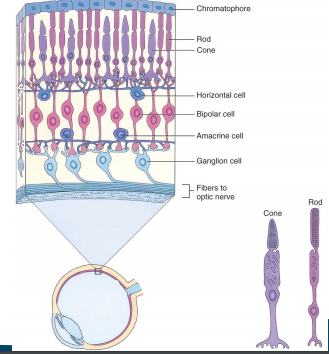 Chromatophore
Rod
Cone
Horizontal cell
Bipolar cell
Amacrine cell
Ganglion cell
Fibers to
optic nerve
Cone
Rod